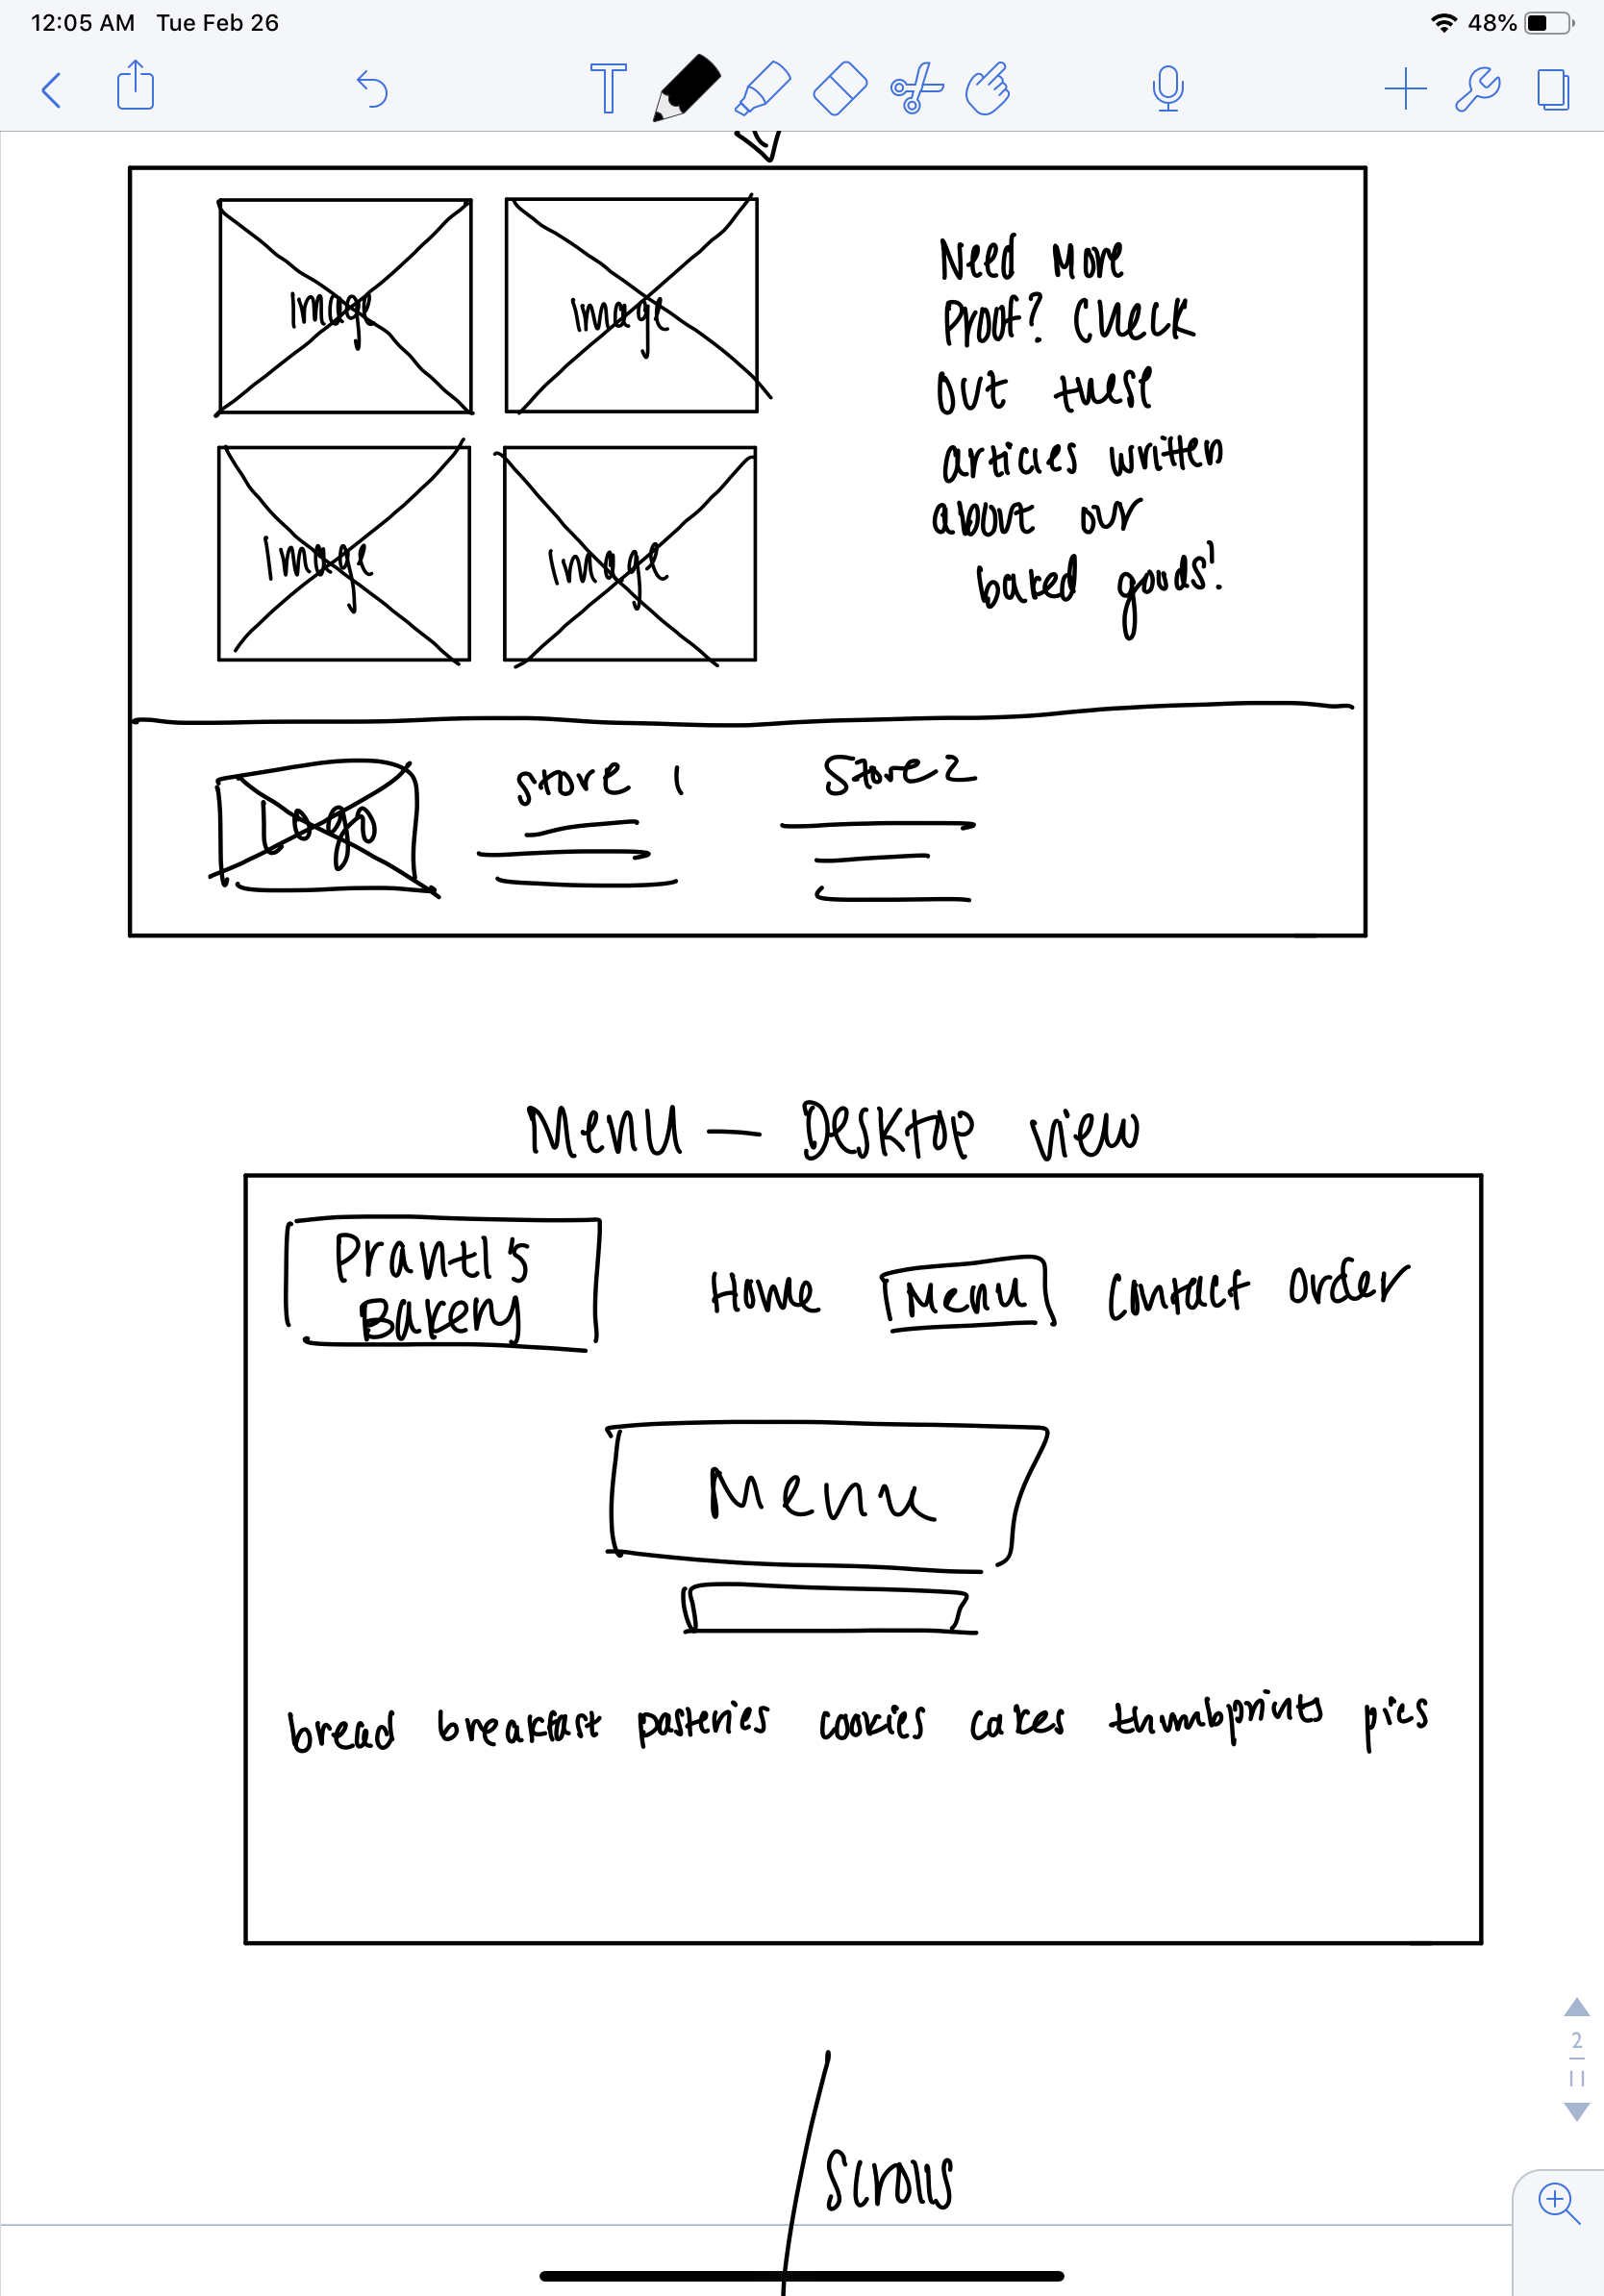 12:05 AM Tue Feb 26
48%
T
Image
Image
Need More
Proof? Check
out these
articles written
about our
baked goods!
Image
Image
Logo
Store 1
Store 2
Menu — Desktop view
Prantl's
Bakery
Home Menu Contact Order
Menu
bread breakfast pastries cookies cakes thumbprints pies
2
11
Scrolls